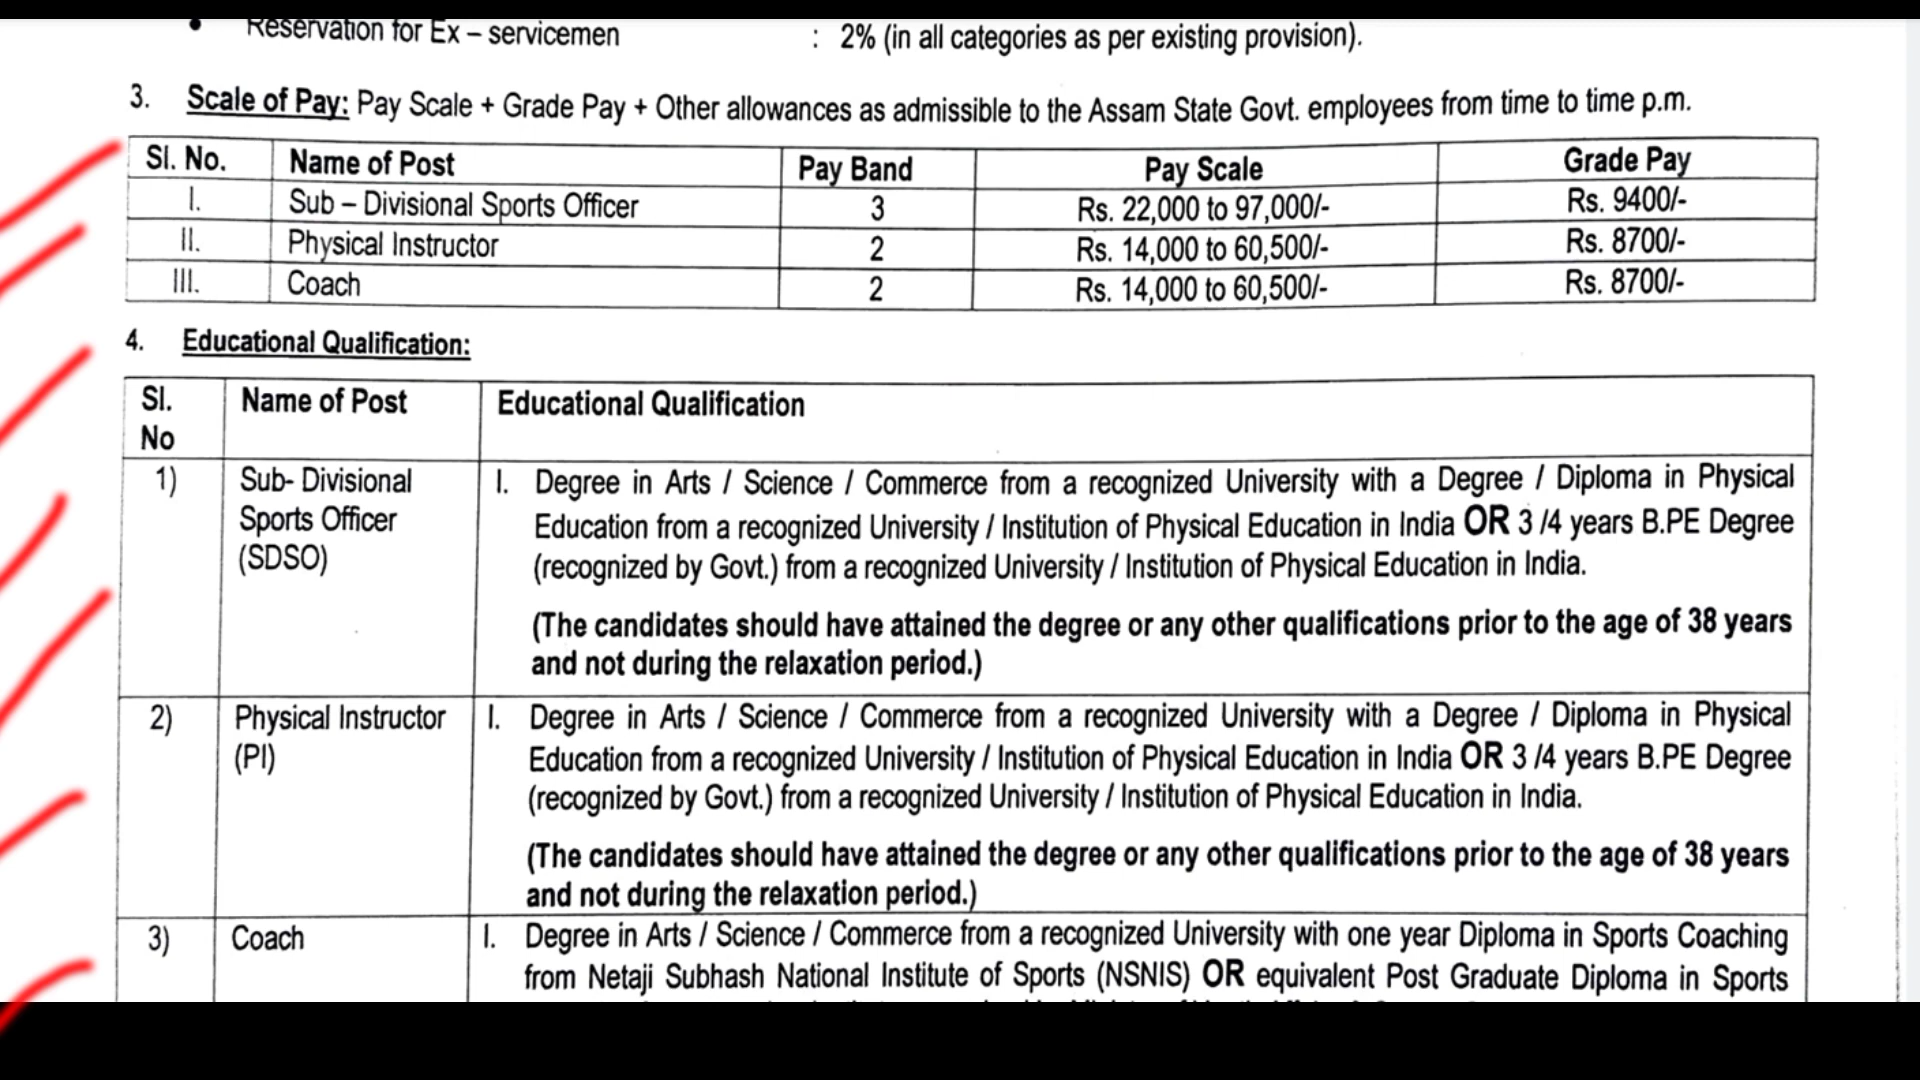 • Reservation for Ex – servicemen : 2% (in all categories as per existing provision).
3. Scale of Pay: Pay Scale + Grade Pay + Other allowances as admissible to the Assam State Govt. employees from time to time p.m.
Sl. No. Name of Post Pay Band Pay Scale Grade Pay
I. Sub – Divisional Sports Officer 3 Rs. 22,000 to 97,000/- Rs. 9400/-
II. Physical Instructor 2 Rs. 14,000 to 60,500/- Rs. 8700/-
III. Coach 2 Rs. 14,000 to 60,500/- Rs. 8700/-
4. Educational Qualification:
Sl. Name of Post Educational Qualification
No
1) Sub- Divisional I. Degree in Arts / Science / Commerce from a recognized University with a Degree / Diploma in Physical
Sports Officer Education from a recognized University / Institution of Physical Education in India OR 3 /4 years B.PE Degree
(SDSO) (recognized by Govt.) from a recognized University / Institution of Physical Education in India.
(The candidates should have attained the degree or any other qualifications prior to the age of 38 years
and not during the relaxation period.)
2) Physical Instructor I. Degree in Arts / Science / Commerce from a recognized University with a Degree / Diploma in Physical
(PI) Education from a recognized University / Institution of Physical Education in India OR 3 /4 years B.PE Degree
(recognized by Govt.) from a recognized University / Institution of Physical Education in India.
(The candidates should have attained the degree or any other qualifications prior to the age of 38 years
and not during the relaxation period.)
3) Coach I. Degree in Arts / Science / Commerce from a recognized University with one year Diploma in Sports Coaching
from Netaji Subhash National Institute of Sports (NSNIS) OR equivalent Post Graduate Diploma in Sports